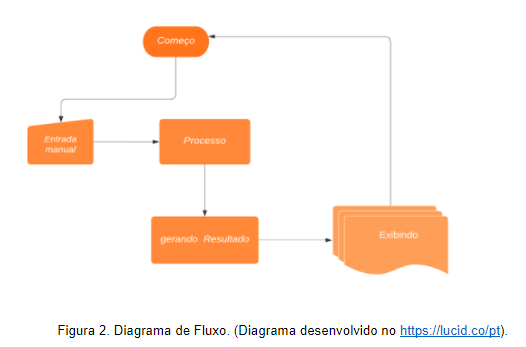 Começo
Entrada
manual
Processo
gerando Resultado
Exibindo
Figura 2. Diagrama de Fluxo. (Diagrama desenvolvido no https://lucid.co/pt).